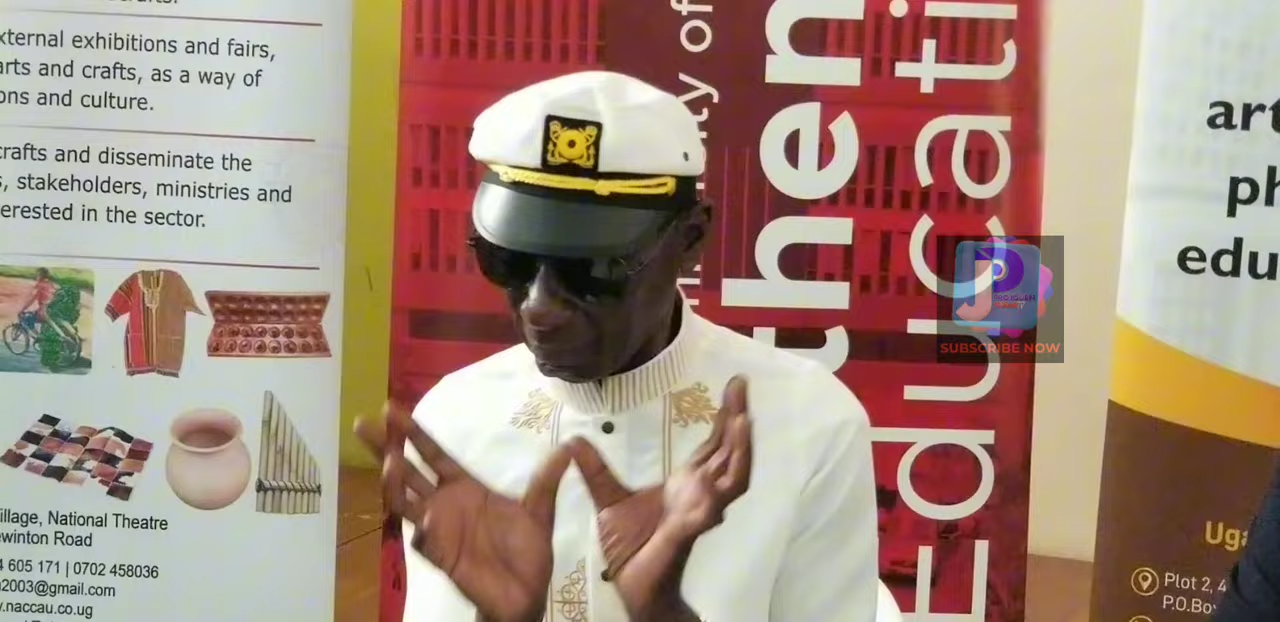 xternal exhibitions and fairs,
arts and crafts, as a way of
ons and culture.
crafts and disseminate the
s, stakeholders, ministries and
erested in the sector.
illage, National Theatre
ewinton Road
4 605 171 | 0702 458036
2003@gmail.com
.naccau.co.ug
ity of
then
Educati
SUBSCRIBE NOW
art
ph
edu
Uga
Plot 2, 4
P.O.Bo